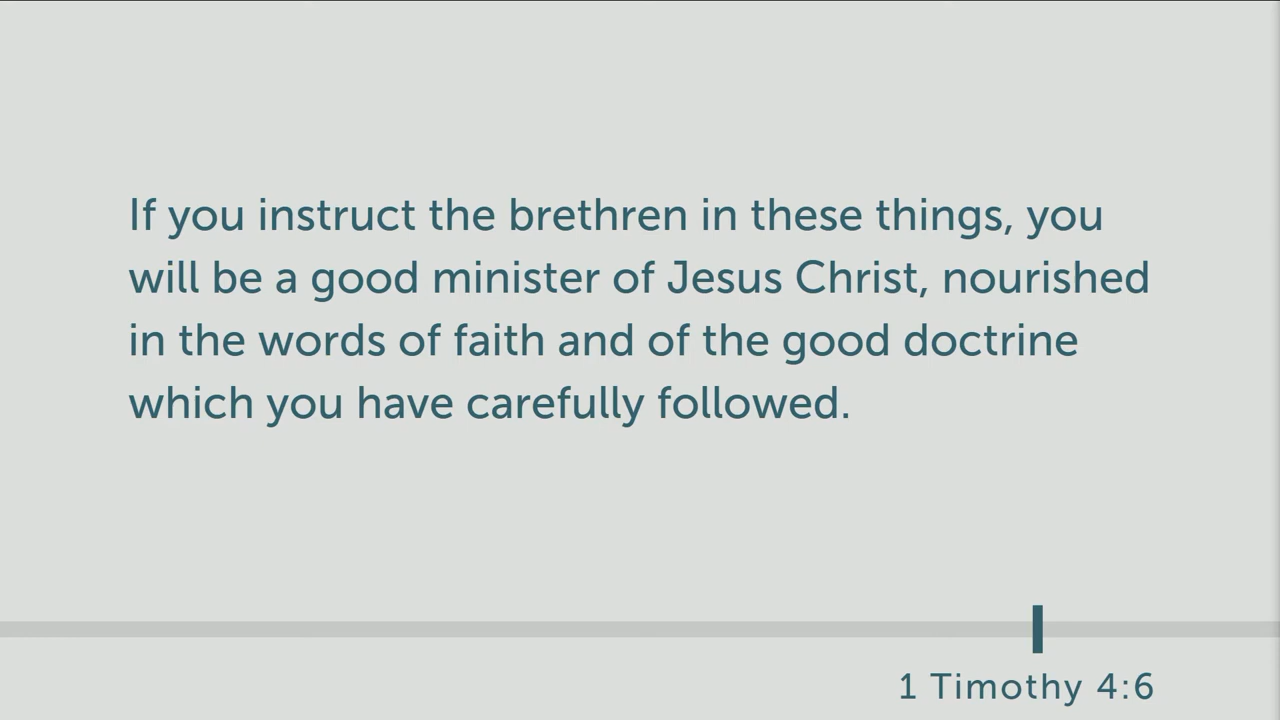 If you instruct the brethren in these things, you
will be a good minister of Jesus Christ, nourished
in the words of faith and of the good doctrine
which you have carefully followed.
1 Timothy 4:6